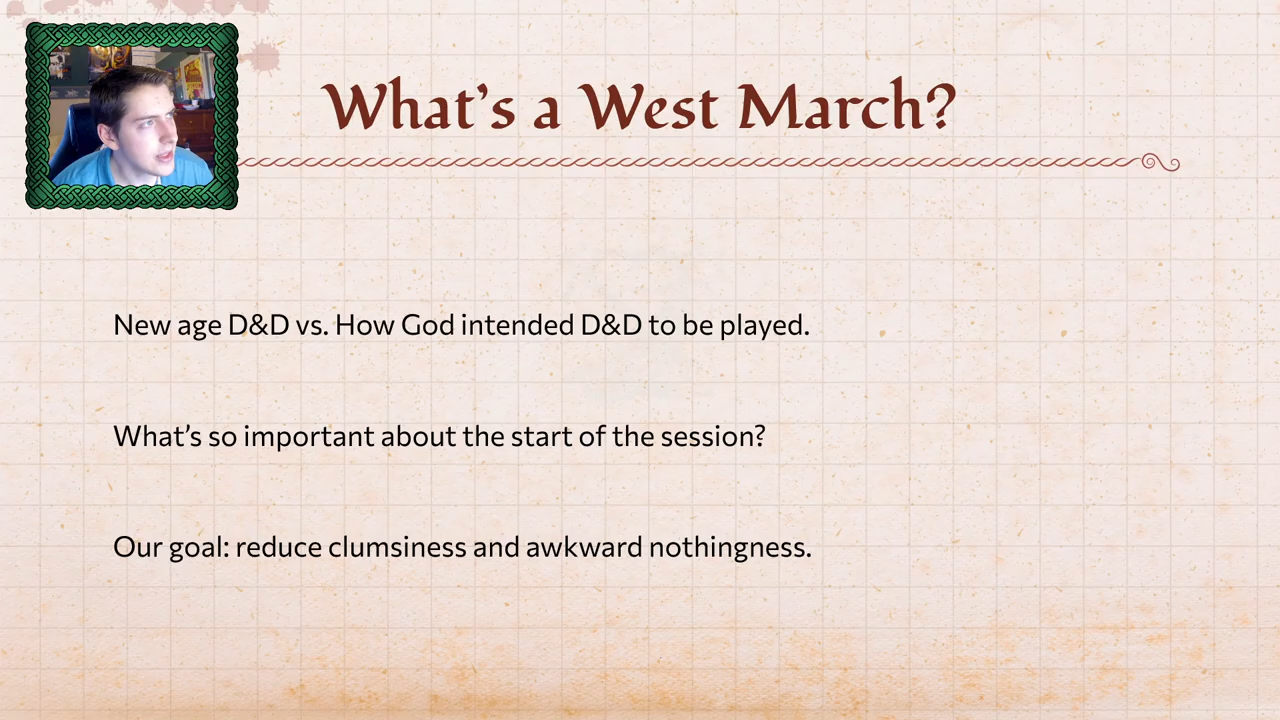 What's a West March?
New age D&D vs. How God intended D&D to be played.
What's so important about the start of the session?
Our goal: reduce clumsiness and awkward nothingness.